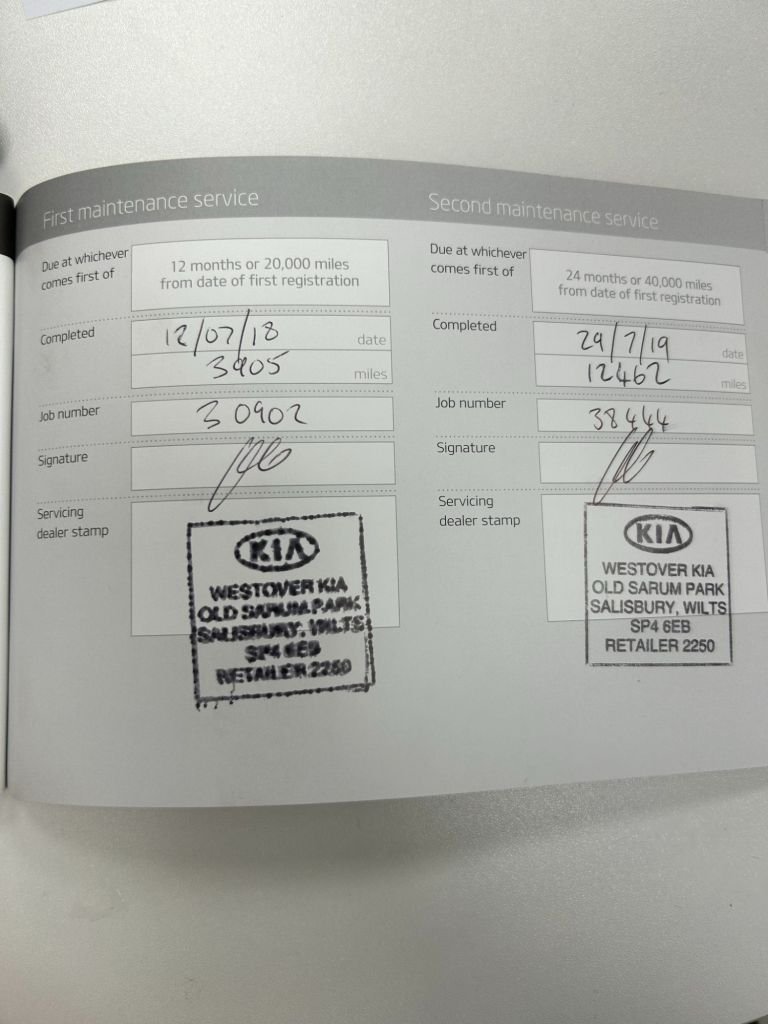 First maintenance service
Due at whichever
comes first of
12 months or 20,000 miles
from date of first registration
Completed
12/07/18 date
3905 miles
Job number
30902
Signature
Servicing
dealer stamp
KIA
WESTOVER KIA
OLD SARUM PARK
SALISBURY, WILTS
SP4 6EB
RETAILER 2250
Second maintenance service
Due at whichever
comes first of
24 months or 40,000 miles
from date of first registration
Completed
29/7/19 date
12462 miles
Job number
38444
Signature
Servicing
dealer stamp
KIA
WESTOVER KIA
OLD SARUM PARK
SALISBURY, WILTS
SP4 6EB
RETAILER 2250